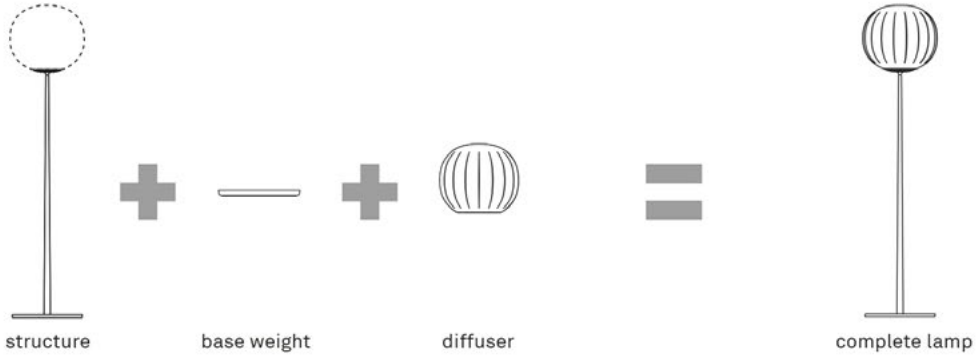 structure
base weight
diffuser
complete lamp